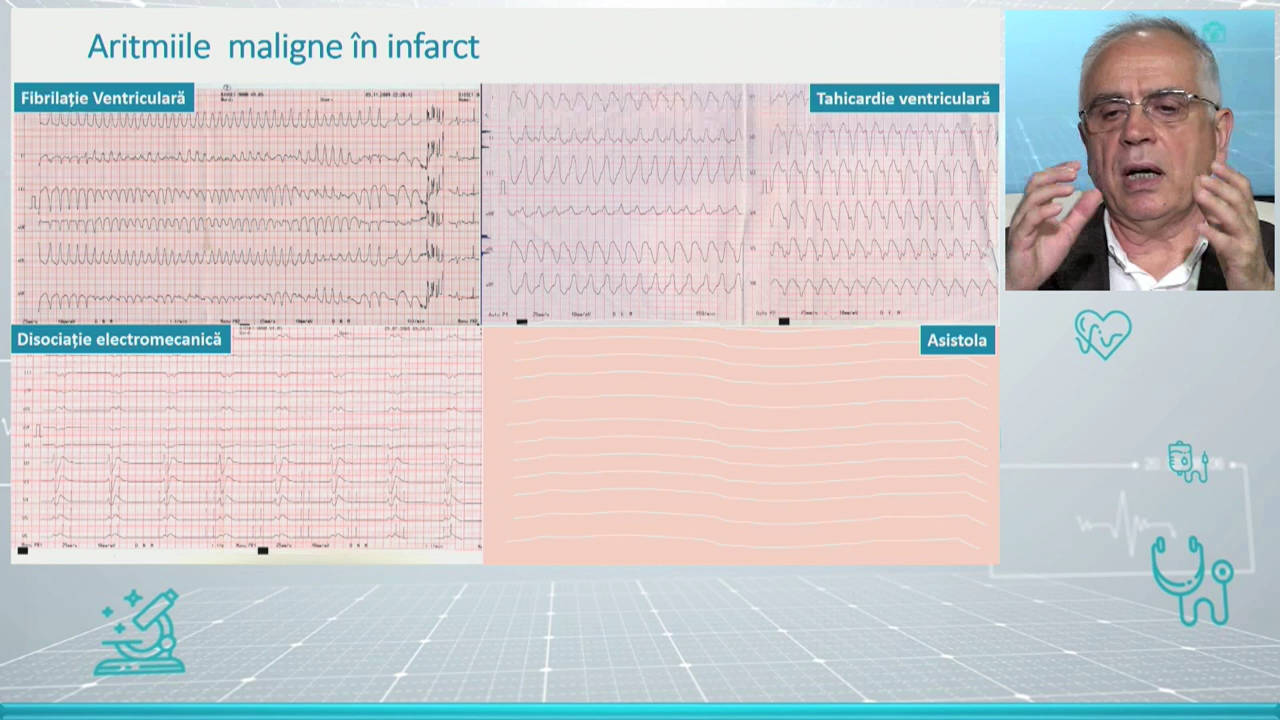 Aritmiile maligne în infarct
Fibrilație Ventriculară
Tahicardie ventriculară
Disociație electromecanică
Asistola